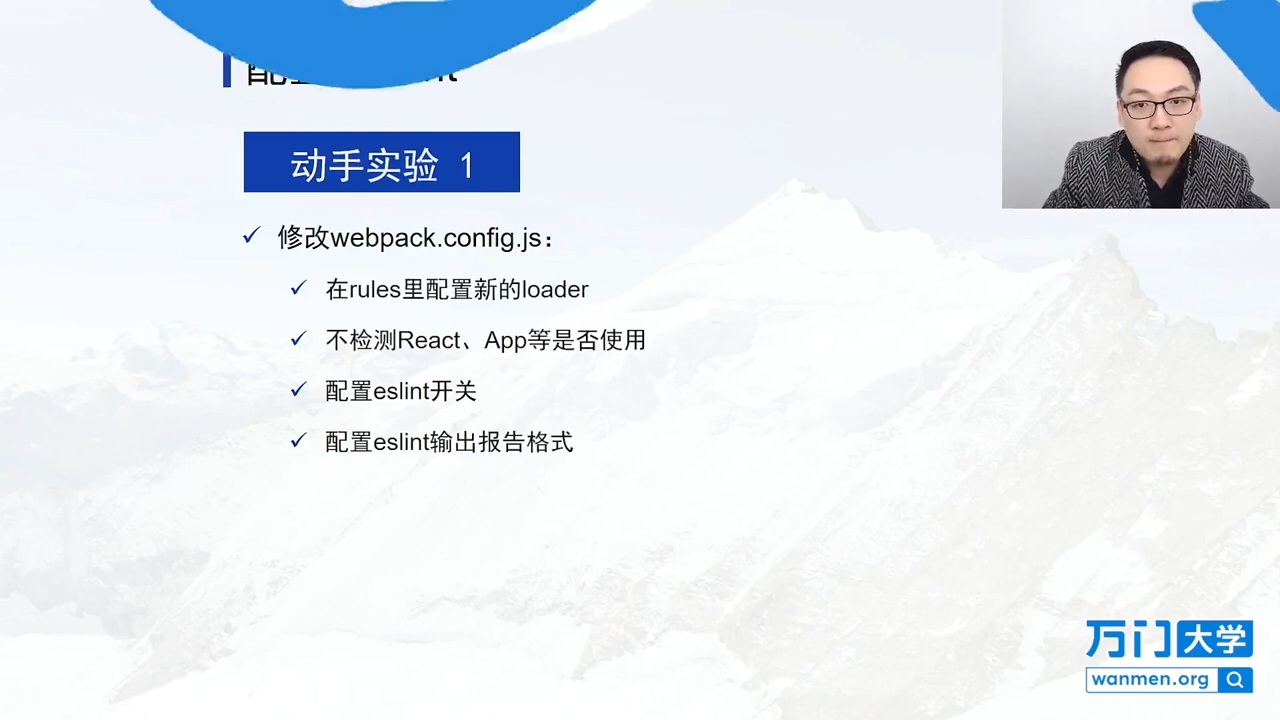 动手实验 1
修改webpack.config.js：
在rules里配置新的loader
不检测React、App等是否使用
配置eslint开关
配置eslint输出报告格式
万门大学
wanmen.org